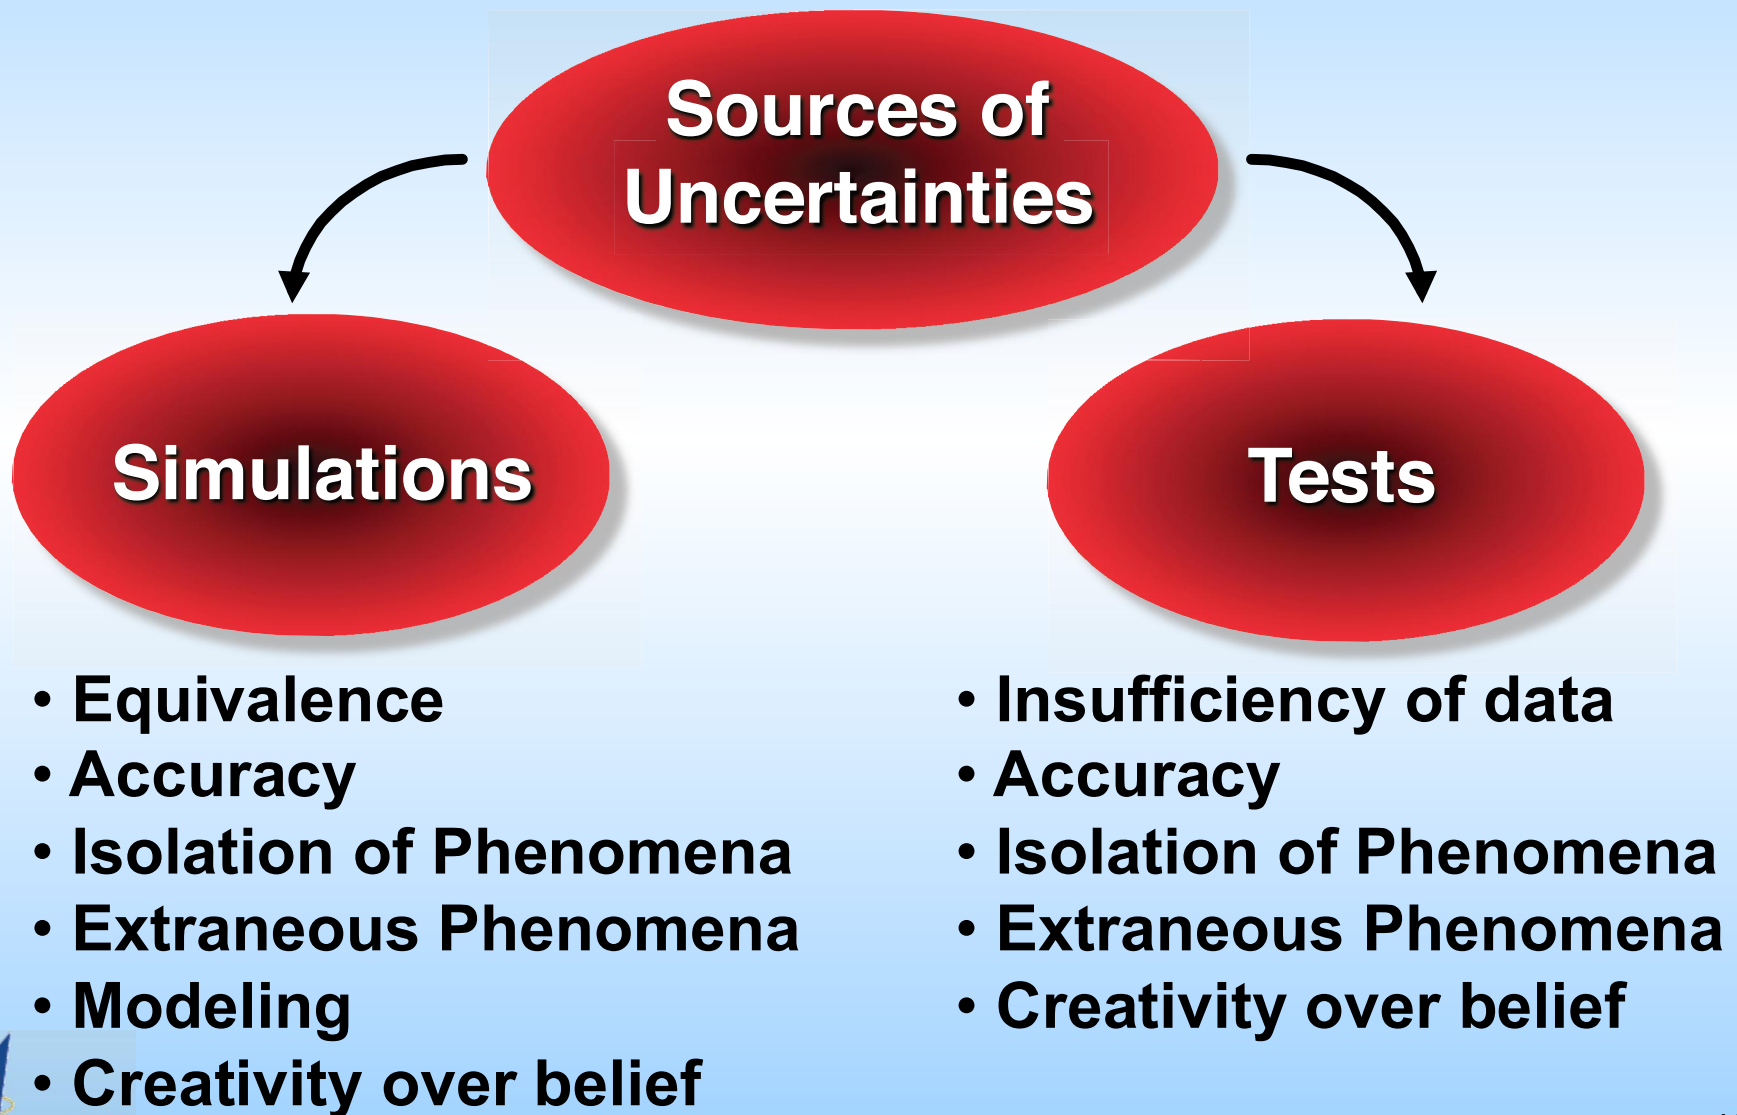 Sources of
Uncertainties
Simulations
Tests
• Equivalence
• Accuracy
• Isolation of Phenomena
• Extraneous Phenomena
• Modeling
• Creativity over belief
• Insufficiency of data
• Accuracy
• Isolation of Phenomena
• Extraneous Phenomena
• Creativity over belief